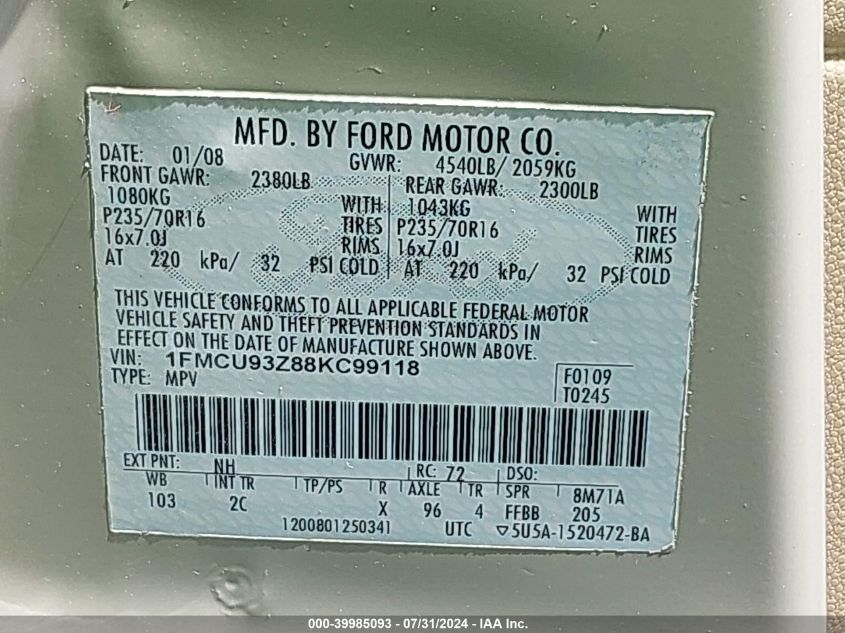 MFD. BY FORD MOTOR CO.
DATE: 01/08 GVWR: 4540LB/ 2059KG
FRONT GAWR: 2380LB REAR GAWR: 2300LB
1080KG WITH 1043KG WITH
P235/70R16 TIRES P235/70R16 TIRES
16x7.0J RIMS 16x7.0J RIMS
AT 220 kPa/ 32 PSI COLD AT 220 kPa/ 32 PSI COLD
THIS VEHICLE CONFORMS TO ALL APPLICABLE FEDERAL MOTOR
VEHICLE SAFETY AND THEFT PREVENTION STANDARDS IN
EFFECT ON THE DATE OF MANUFACTURE SHOWN ABOVE.
VIN: 1FMCU93Z88KC99118
TYPE: MPV
F0109
T0245
EXT PNT: NH RC: 72 DSO:
WB INT TR TP/PS R AXLE TR SPR 8M71A
103 2C X 96 4 FFBB 205
1200801250341 UTC ▽5U5A-1520472-BA
000-39985093 / 07/31/2024 - IAA Inc.